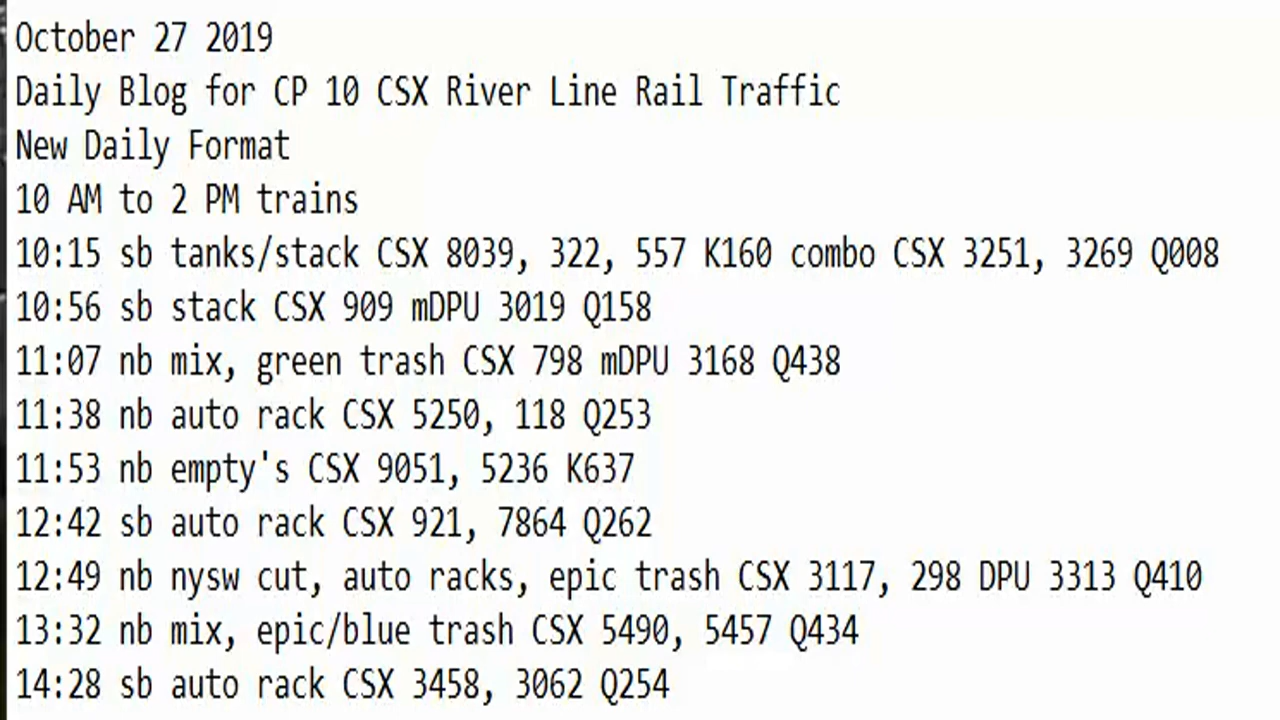 October 27 2019
Daily Blog for CP 10 CSX River Line Rail Traffic
New Daily Format
10 AM to 2 PM trains
10:15 sb tanks/stack CSX 8039, 322, 557 K160 combo CSX 3251, 3269 Q008
10:56 sb stack CSX 909 mDPU 3019 Q158
11:07 nb mix, green trash CSX 798 mDPU 3168 Q438
11:38 nb auto rack CSX 5250, 118 Q253
11:53 nb empty's CSX 9051, 5236 K637
12:42 sb auto rack CSX 921, 7864 Q262
12:49 nb nysw cut, auto racks, epic trash CSX 3117, 298 DPU 3313 Q410
13:32 nb mix, epic/blue trash CSX 5490, 5457 Q434
14:28 sb auto rack CSX 3458, 3062 Q254